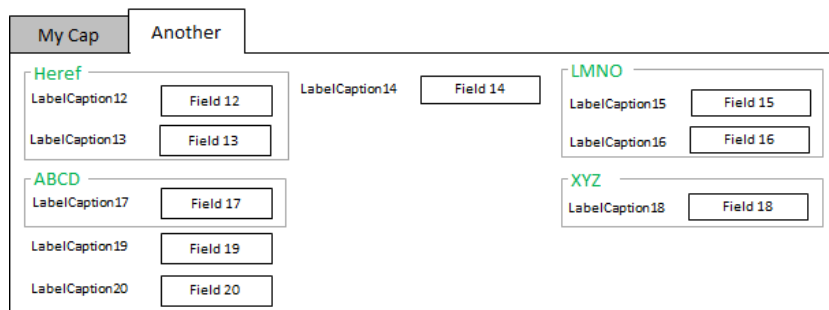 My Cap Another
Heref LMNO
LabelCaption12 Field 12 LabelCaption14 Field 14 LabelCaption15 Field 15
LabelCaption13 Field 13 LabelCaption16 Field 16
ABCD XYZ
LabelCaption17 Field 17 LabelCaption18 Field 18
LabelCaption19 Field 19
LabelCaption20 Field 20